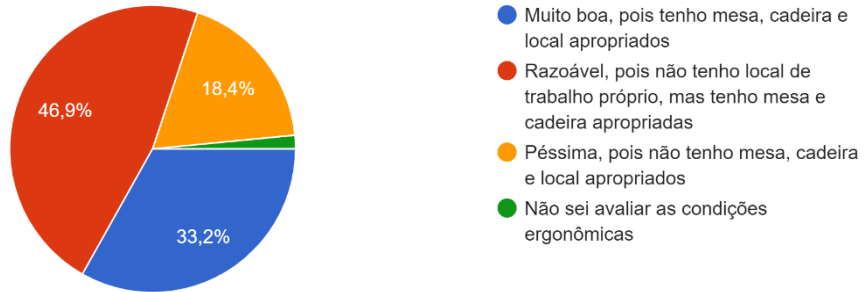 46,9%
18,4%
33,2%
Muito boa, pois tenho mesa, cadeira e
local apropriados
Razoável, pois não tenho local de
trabalho próprio, mas tenho mesa e
cadeira apropriadas
Péssima, pois não tenho mesa, cadeira
e local apropriados
Não sei avaliar as condições
ergonômicas